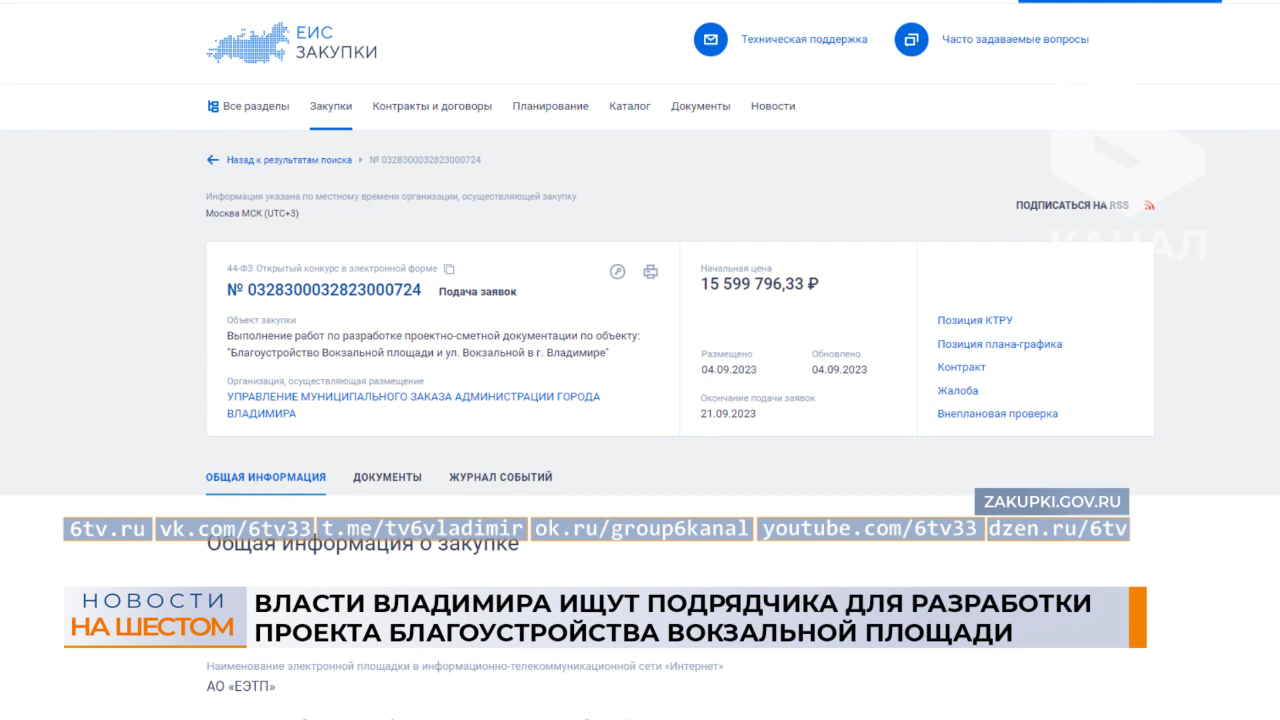 ЕИС
ЗАКУПКИ
Техническая поддержка
Часто задаваемые вопросы
Все разделы
Закупки
Контракты и договоры
Планирование
Каталог
Документы
Новости
Назад к результатам поиска
№ 0328300032823000724
Информация указана по местному времени организации, осуществляющей закупку
Москва МСК (UTC+3)
ПОДПИСАТЬСЯ НА RSS
КАНАЛ
44-ФЗ Открытый конкурс в электронной форме
№ 0328300032823000724 Подача заявок
Объект закупки
Выполнение работ по разработке проектно-сметной документации по объекту:
"Благоустройство Вокзальной площади и ул. Вокзальной в г. Владимире"
Организация, осуществляющая размещение
УПРАВЛЕНИЕ МУНИЦИПАЛЬНОГО ЗАКАЗА АДМИНИСТРАЦИИ ГОРОДА
ВЛАДИМИРА
Начальная цена
15 599 796,33 ₽
Размещено
04.09.2023
Обновлено
04.09.2023
Окончание подачи заявок
21.09.2023
Позиция КТРУ
Позиция плана-графика
Контракт
Жалоба
Внеплановая проверка
ОБЩАЯ ИНФОРМАЦИЯ
ДОКУМЕНТЫ
ЖУРНАЛ СОБЫТИЙ
ZAKUPKI.GOV.RU
6tv.ru vk.com/6tv33 t.me/tv6vladimir ok.ru/group6kanal youtube.com/6tv33 dzen.ru/6tv
Общая информация о закупке
НОВОСТИ
НА ШЕСТОМ
ВЛАСТИ ВЛАДИМИРА ИЩУТ ПОДРЯДЧИКА ДЛЯ РАЗРАБОТКИ
ПРОЕКТА БЛАГОУСТРОЙСТВА ВОКЗАЛЬНОЙ ПЛОЩАДИ
Наименование электронной площадки в информационно-телекоммуникационной сети «Интернет»
АО «ЕЭТП»